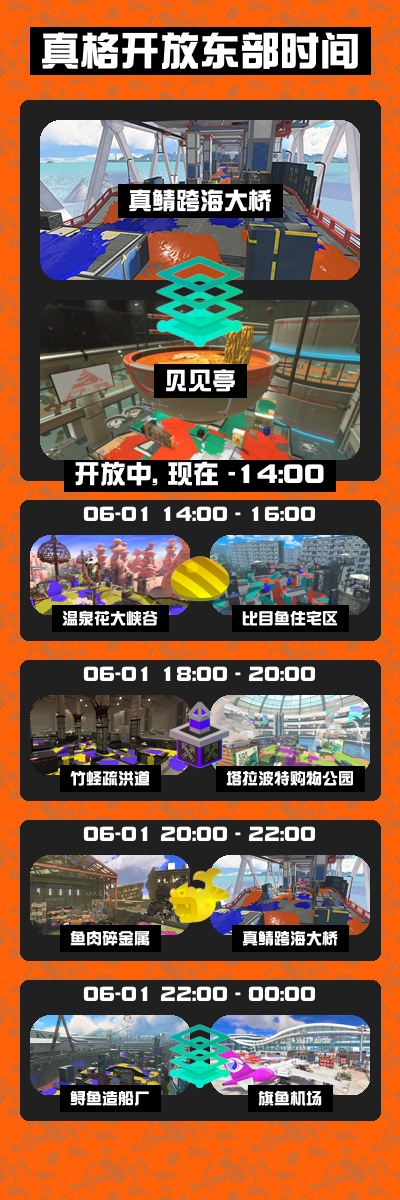 真格开放东部时间
真鲭跨海大桥
贝贝亭
开放中, 现在 -14:00
06-01 14:00 - 16:00
温泉花大峡谷
比目鱼住宅区
06-01 18:00 - 20:00
竹蛏疏洪道
塔拉波特购物公园
06-01 20:00 - 22:00
鱼肉碎金属
真鲭跨海大桥
06-01 22:00 - 00:00
鲟鱼造船厂
旗鱼机场